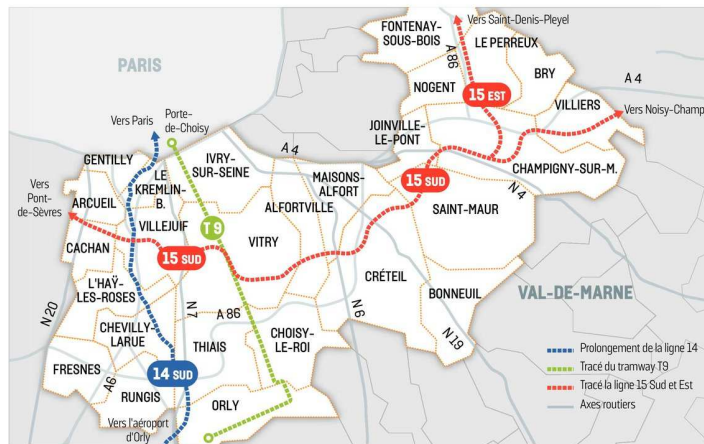 Vers Saint-Denis-Pleyel
FONTENAY-
SOUS-BOIS
A 86
LE PERREUX
PARIS
NOGENT
15 EST
BRY
A 4
VILLIERS
Vers Noisy-Champ
Vers Paris
Porte-
de-Choisy
JOINVILLE-
LE-PONT
A 4
GENTILLY
IVRY-
SUR-SEINE
MAISONS-
ALFORT
CHAMPIGNY-SUR-M.
LE
KREMLIN-
B.
15 SUD
N 4
Vers
Pont-
de-Sèvres
ARCUEIL
ALFORTVILLE
SAINT-MAUR
VILLEJUIF
T 9
VITRY
CACHAN
15 SUD
CRÉTEIL
L'HAŸ-
LES-ROSES
BONNEUIL
VAL-DE-MARNE
N 20
N 7
A 86
N 6
N 19
CHEVILLY-
LARUE
CHOISY-
LE-ROI
THIAIS
FRESNES
A6
14 SUD
RUNGIS
ORLY
Vers l'aéroport
d'Orly
Prolongement de la ligne 14
Tracé du tramway T9
Tracé la ligne 15 Sud et Est
Axes routiers